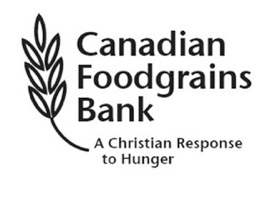 Canadian
Foodgrains
Bank
A Christian Response
to Hunger